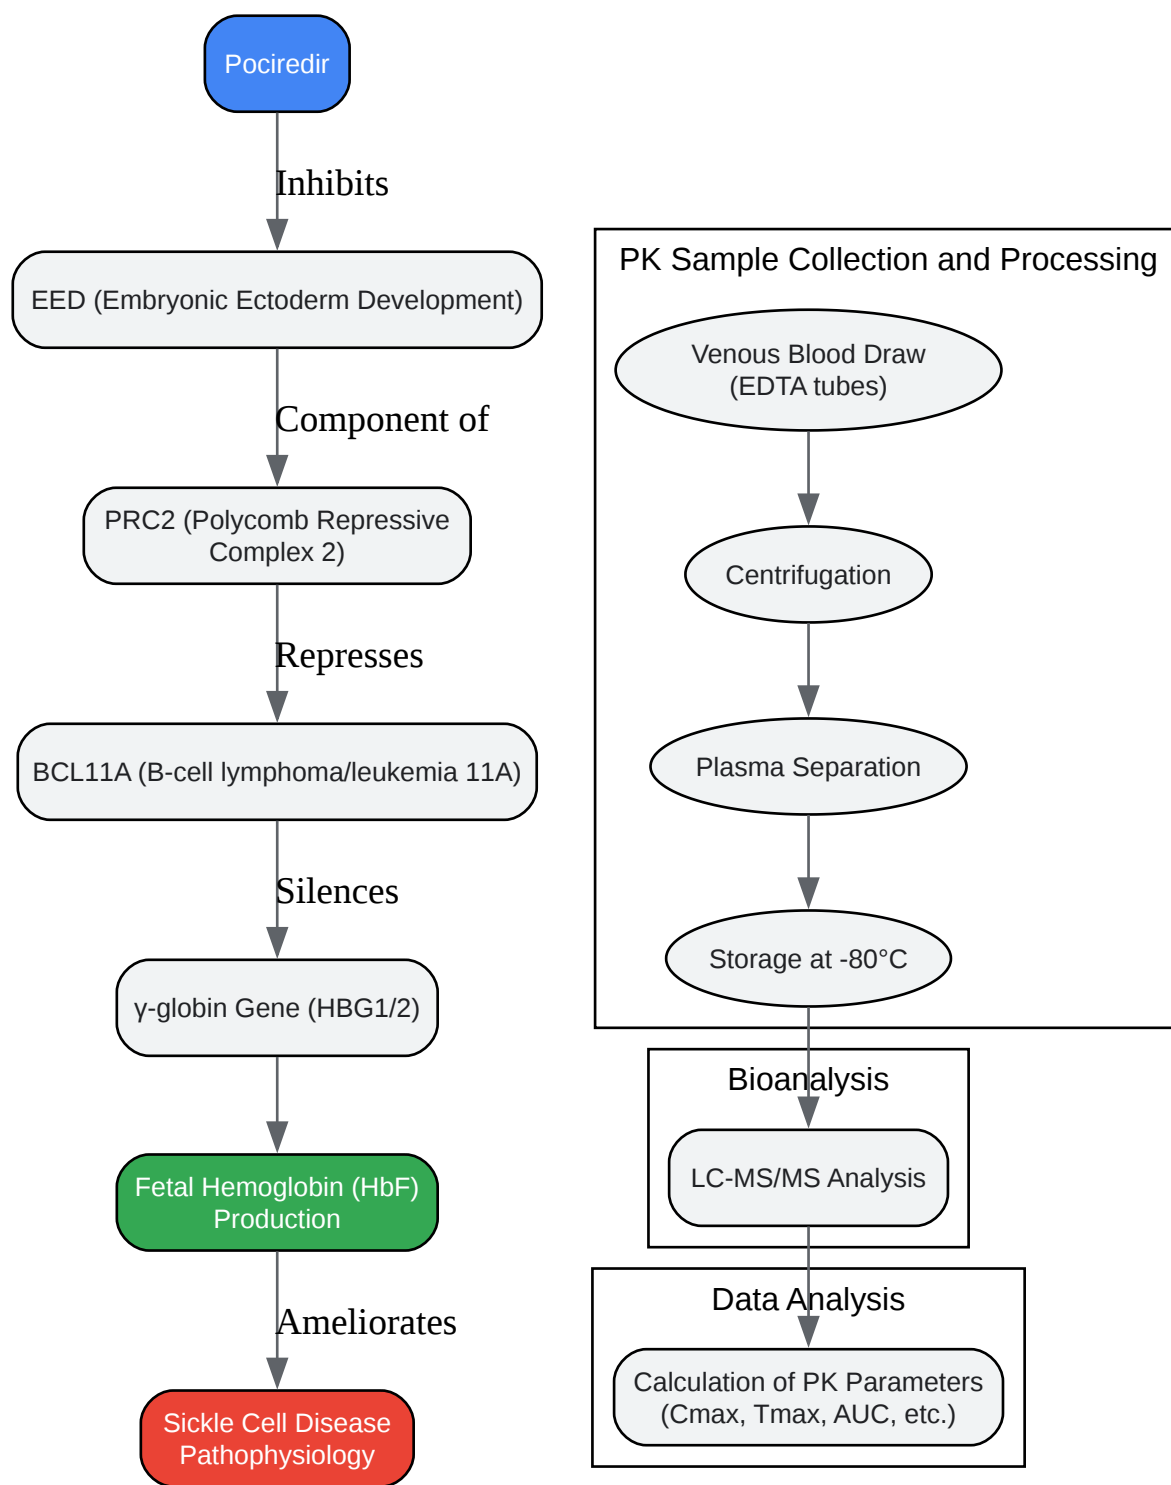 Pociredir
Inhibits
EED (Embryonic Ectoderm Development)
Component of
PRC2 (Polycomb Repressive
Complex 2)
Represses
BCL11A (B-cell lymphoma/leukemia 11A)
Silences
γ-globin Gene (HBG1/2)
Fetal Hemoglobin (HbF)
Production
Ameliorates
Sickle Cell Disease
Pathophysiology
PK Sample Collection and Processing
Venous Blood Draw
(EDTA tubes)
Centrifugation
Plasma Separation
Storage at -80°C
Bioanalysis
LC-MS/MS Analysis
Data Analysis
Calculation of PK Parameters
(Cmax, Tmax, AUC, etc.)